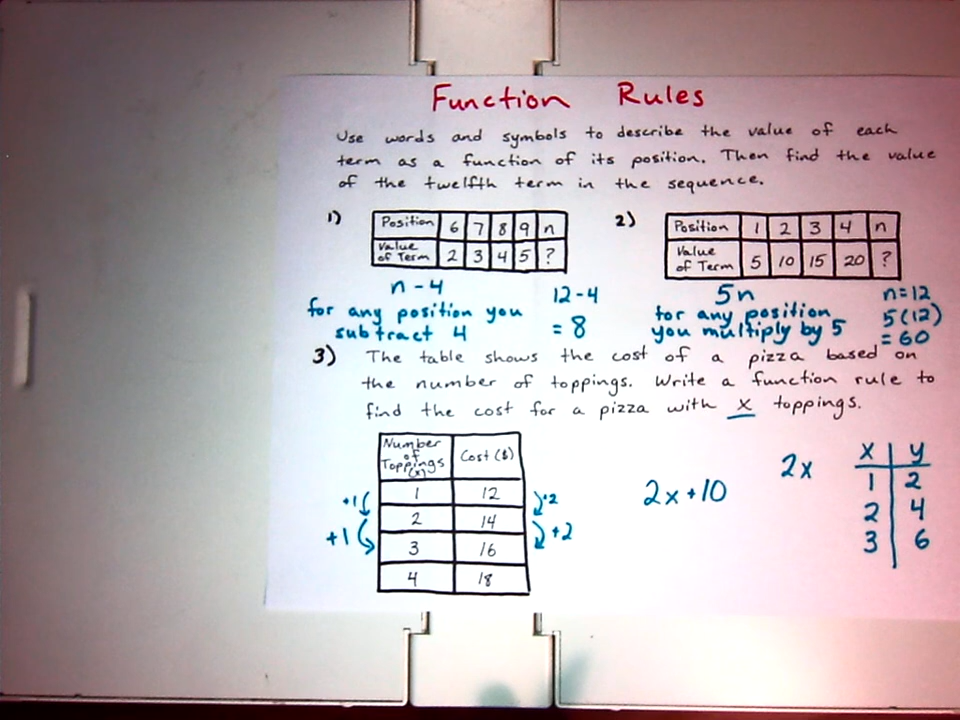 Function Rules
Use words and symbols to describe the value of each
term as a function of its position. Then find the value
of the twelfth term in the sequence.
1)
Position 6 7 8 9 n
Value of Term 2 3 4 5 ?
n - 4
for any position you
subtract 4
12-4
= 8
2)
Position 1 2 3 4 n
Value of Term 5 10 15 20 ?
5n
for any position
you multiply by 5
n=12
5(12)
= 60
3) The table shows the cost of a pizza based on
the number of toppings. Write a function rule to
find the cost for a pizza with x toppings.
Number of Toppings (x) Cost ($)
1 12
2 14
3 16
4 18
+1
+1
+2
+2
2x+10
2x
x y
1 2
2 4
3 6